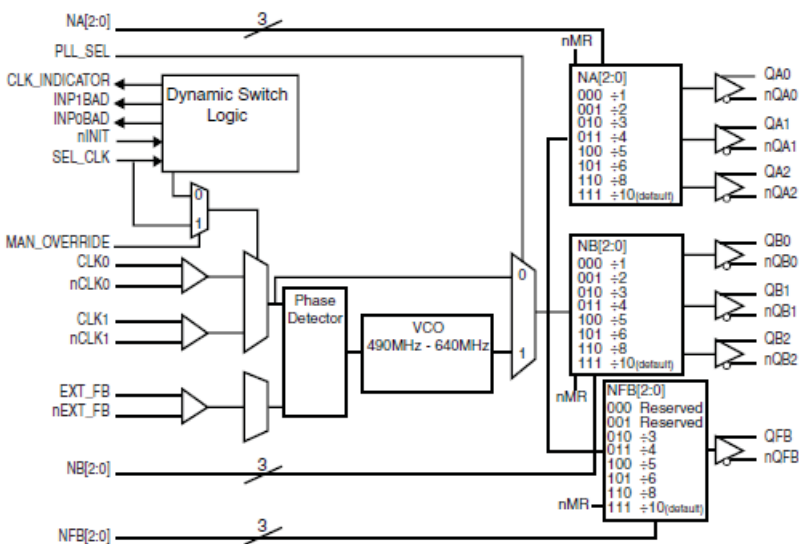 NA[2:0]
3
PLL_SEL
CLK_INDICATOR
INP1BAD
INP0BAD
nINIT
SEL_CLK
Dynamic Switch
Logic
0
1
MAN_OVERRIDE
CLK0
nCLK0
CLK1
nCLK1
EXT_FB
nEXT_FB
Phase
Detector
VCO
490MHz - 640MHz
0
1
NB[2:0]
3
NFB[2:0]
3
nMR
NA[2:0]
000 ÷1
001 ÷2
010 ÷3
011 ÷4
100 ÷5
101 ÷6
110 ÷8
111 ÷10(default)
QA0
nQA0
QA1
nQA1
QA2
nQA2
NB[2:0]
000 ÷1
001 ÷2
010 ÷3
011 ÷4
100 ÷5
101 ÷6
110 ÷8
111 ÷10(default)
nMR
QB0
nQB0
QB1
nQB1
QB2
nQB2
NFB[2:0]
000 Reserved
001 Reserved
010 ÷3
011 ÷4
100 ÷5
101 ÷6
110 ÷8
111 ÷10(default)
nMR
QFB
nQFB